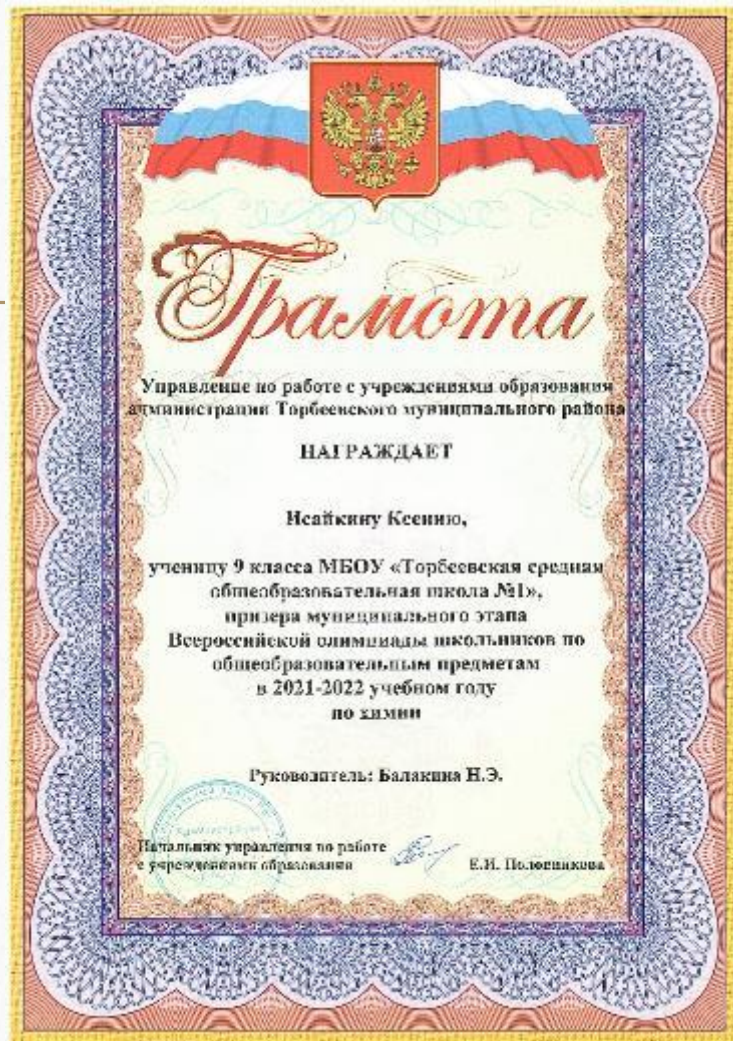 Грамота
Управление по работе с учреждениями образования
администрации Торбеевского муниципального района
НАГРАЖДАЕТ
Исайкину Ксению,
ученицу 9 класса МБОУ «Торбеевская средняя
общеобразовательная школа №1»,
призера муниципального этапа
Всероссийской олимпиады школьников по
общеобразовательным предметам
в 2021-2022 учебном году
по химии
Руководитель: Балакина Н.Э.
Начальник управления по работе
с учреждениями образования Е.И. Половникова